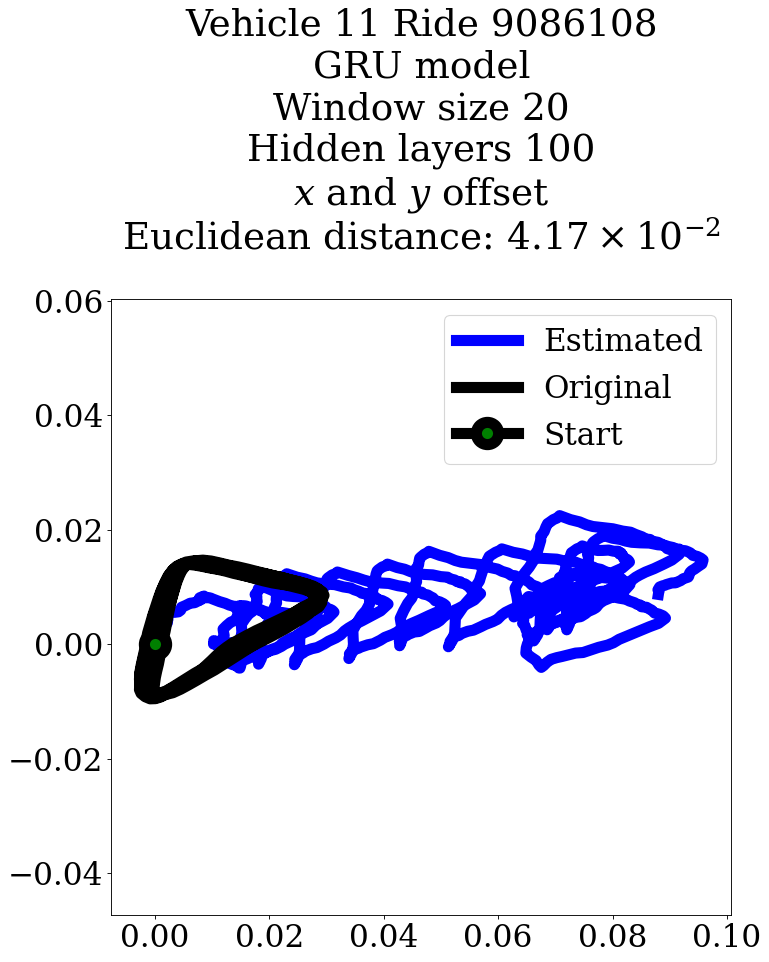 Vehicle 11 Ride 9086108
GRU model
Window size 20
Hidden layers 100
x and y offset
Euclidean distance: 4.17 × 10⁻²
0.06
0.04
0.02
0.00
−0.02
−0.04
Estimated
Original
Start
0.00 0.02 0.04 0.06 0.08 0.10